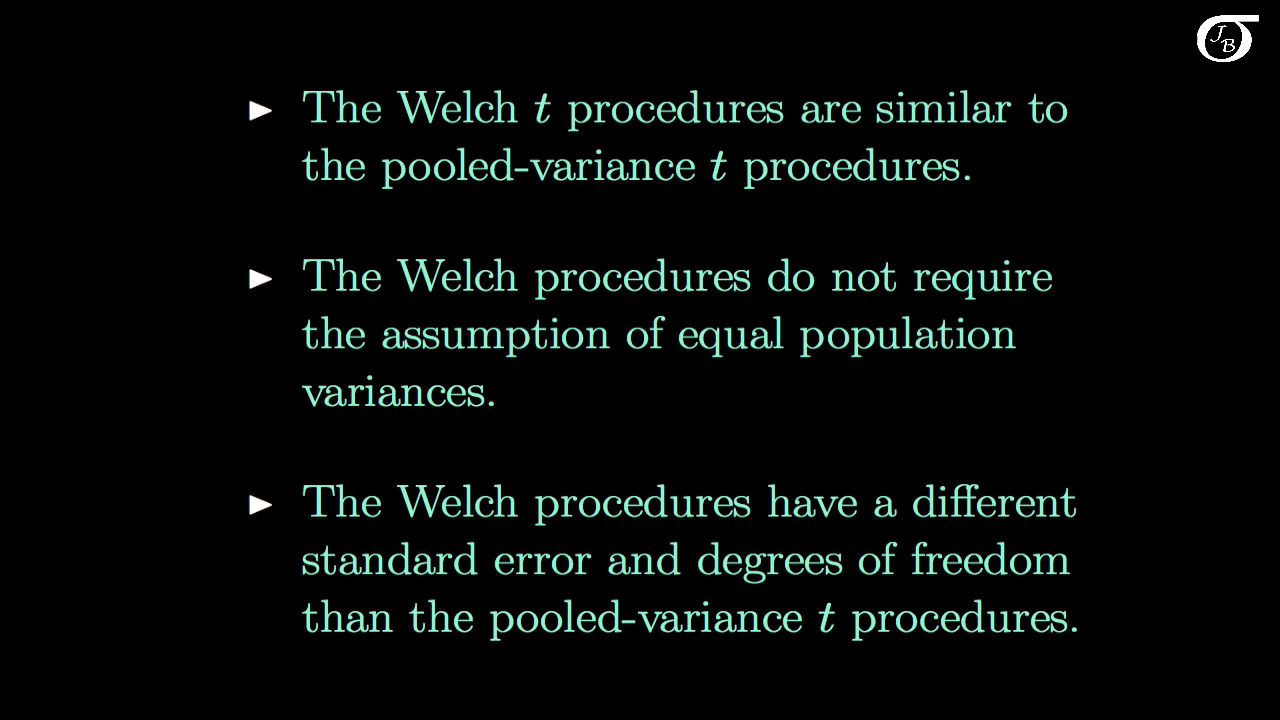 JB
► The Welch t procedures are similar to
the pooled-variance t procedures.
► The Welch procedures do not require
the assumption of equal population
variances.
► The Welch procedures have a different
standard error and degrees of freedom
than the pooled-variance t procedures.